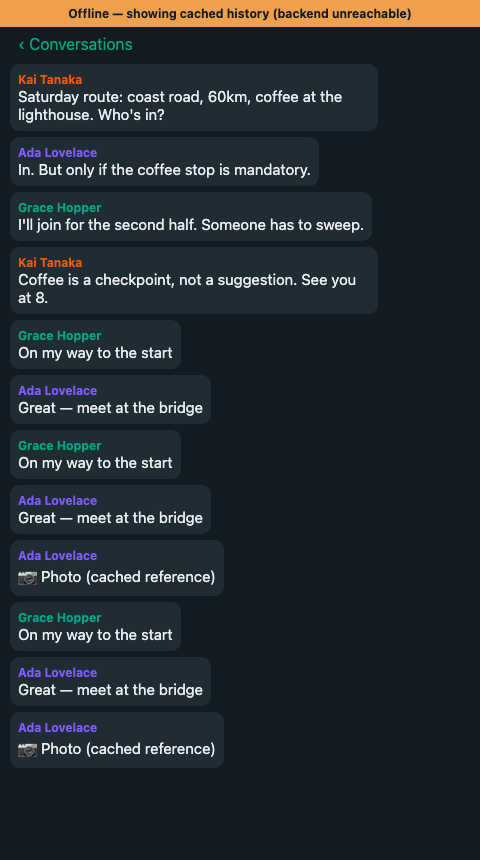 Offline — showing cached history (backend unreachable)
‹ Conversations
Kai Tanaka
Saturday route: coast road, 60km, coffee at the
lighthouse. Who's in?
Ada Lovelace
In. But only if the coffee stop is mandatory.
Grace Hopper
I'll join for the second half. Someone has to sweep.
Kai Tanaka
Coffee is a checkpoint, not a suggestion. See you
at 8.
Grace Hopper
On my way to the start
Ada Lovelace
Great — meet at the bridge
Grace Hopper
On my way to the start
Ada Lovelace
Great — meet at the bridge
Ada Lovelace
📷 Photo (cached reference)
Grace Hopper
On my way to the start
Ada Lovelace
Great — meet at the bridge
Ada Lovelace
📷 Photo (cached reference)